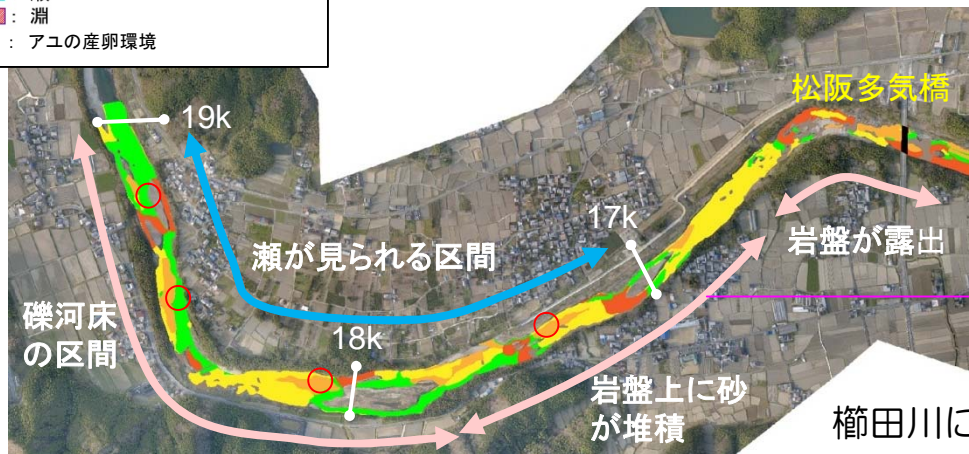 : 淵
: アユの産卵環境
松阪多気橋
19k
17k
瀬が見られる区間
岩盤が露出
礫河床
の区間
18k
岩盤上に砂
が堆積
櫛田川に